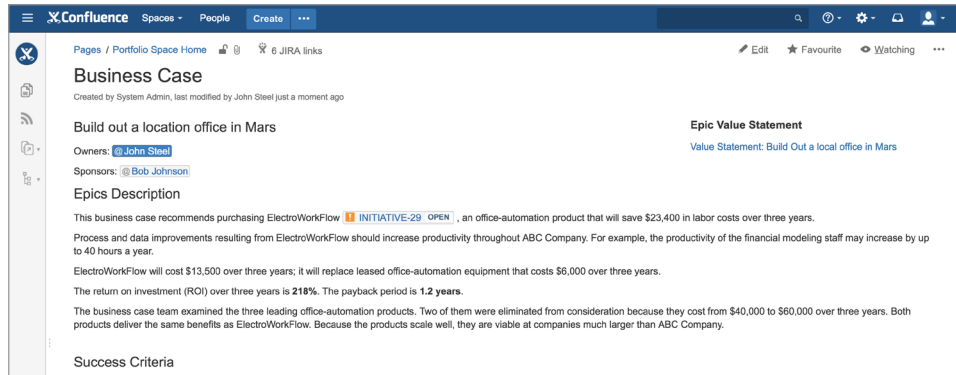 Confluence Spaces People Create •••
Pages / Portfolio Space Home 6 JIRA links Edit Favourite Watching •••
Business Case
Created by System Admin, last modified by John Steel just a moment ago
Build out a location office in Mars
Epic Value Statement
Owners: @John Steel
Value Statement: Build Out a local office in Mars
Sponsors: @Bob Johnson
Epics Description
This business case recommends purchasing ElectroWorkFlow INITIATIVE-29 OPEN , an office-automation product that will save $23,400 in labor costs over three years.
Process and data improvements resulting from ElectroWorkFlow should increase productivity throughout ABC Company. For example, the productivity of the financial modeling staff may increase by up
to 40 hours a year.
ElectroWorkFlow will cost $13,500 over three years; it will replace leased office-automation equipment that costs $6,000 over three years.
The return on investment (ROI) over three years is 218%. The payback period is 1.2 years.
The business case team examined the three leading office-automation products. Two of them were eliminated from consideration because they cost from $40,000 to $60,000 over three years. Both
products deliver the same benefits as ElectroWorkFlow. Because the products scale well, they are viable at companies much larger than ABC Company.
Success Criteria